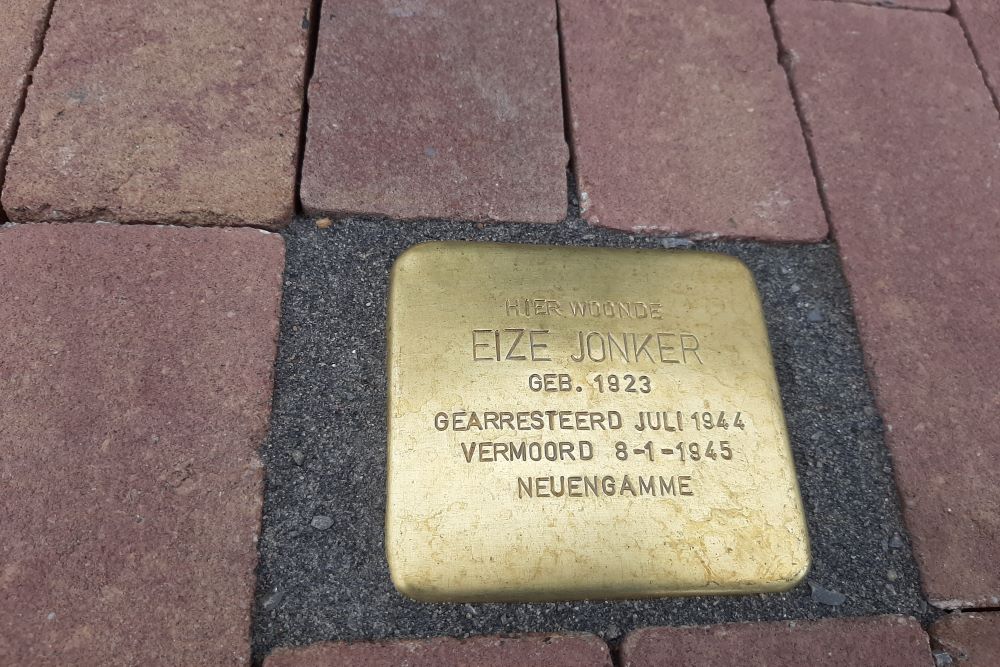 HIER WOONDE
EIZE JONKER
GEB. 1923
GEARRESTEERD JULI 1944
VERMOORD 8-1-1945
NEUENGAMME